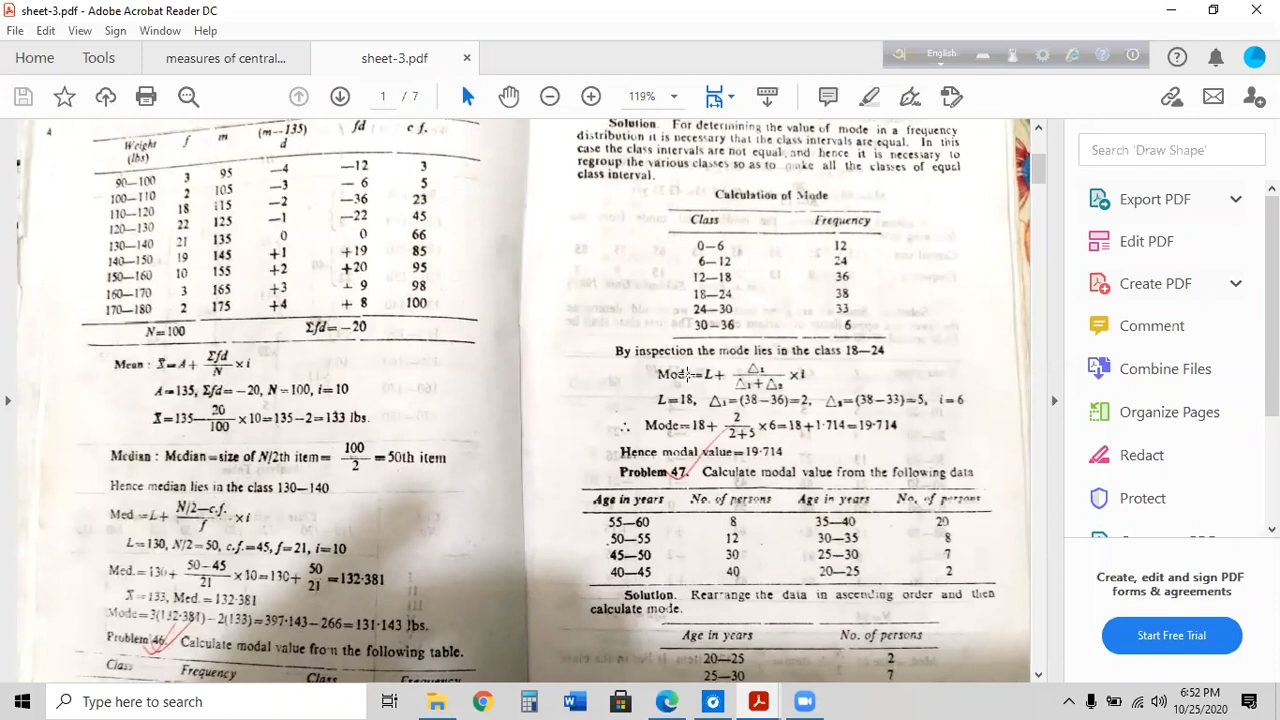 sheet-3.pdf - Adobe Acrobat Reader DC
File Edit View Sign Window Help
Home Tools measures of central... sheet-3.pdf
English
1 / 7 119%
4
Weight (lbs) f m (m—135) d fd c f.
90—100 95 —4 —12 3
100—110 2 105 —3 — 6 5
110—120 18 115 —2 —36 23
120—130 22 125 —1 —22 45
130—140 21 135 0 0 66
140—150 19 145 +1 +19 85
150—160 10 155 +2 +20 95
160—170 3 165 +3 9 98
170—180 2 175 +4 + 8 100
N=100 Σfd=—20
Mean : X̄=A+ Σfd/N ×i
A=135, Σfd=—20, N=100, i=10
X̄=135— 20/100 ×10=135—2=133 lbs.
Median : Median=size of N/2th item= 100/2 =50th item
Hence median lies in the class 130—140
Med.=L+ N/2—c.f./f ×i
L=130, N/2=50, c.f.=45, f=21, i=10
Med.=130+ 50—45/21 ×10=130+ 50/21 =132·381
X̄=133, Med.=132·381
Mode=3(132·381)—2(133)=397·143—266=131·143 lbs.
Problem 46. Calculate modal value from the following table.
Class Frequency Class Frequency
Solution. For determining the value of mode in a frequency
distribution it is necessary that the class intervals are equal. In this
case the class intervals are not equal and hence it is necessary to
regroup the various classes so as to make all the classes of equal
class interval.
Calculation of Mode
Class Frequency
0—6 12
6—12 24
12—18 36
18—24 38
24—30 33
30—36 6
By inspection the mode lies in the class 18—24
Mode=L+ △₁/△₁+△₂ ×i
L=18, △₁=(38—36)=2, △₂=(38—33)=5, i=6
∴ Mode=18+ 2/2+5 ×6=18+1·714=19·714
Hence modal value=19·714
Problem 47. Calculate modal value from the following data
Age in years No. of persons Age in years No. of persons
55—60 8 35—40 20
50—55 12 30—35 8
45—50 30 25—30 7
40—45 40 20—25 2
Solution. Rearrange the data in ascending order and then
calculate mode.
Age in years No. of persons
20—25 2
25—30 7
Search 'Draw Shape'
Export PDF
Edit PDF
Create PDF
Comment
Combine Files
Organize Pages
Redact
Protect
Create, edit and sign PDF
forms & agreements
Start Free Trial
Type here to search
6:52 PM
10/25/2020